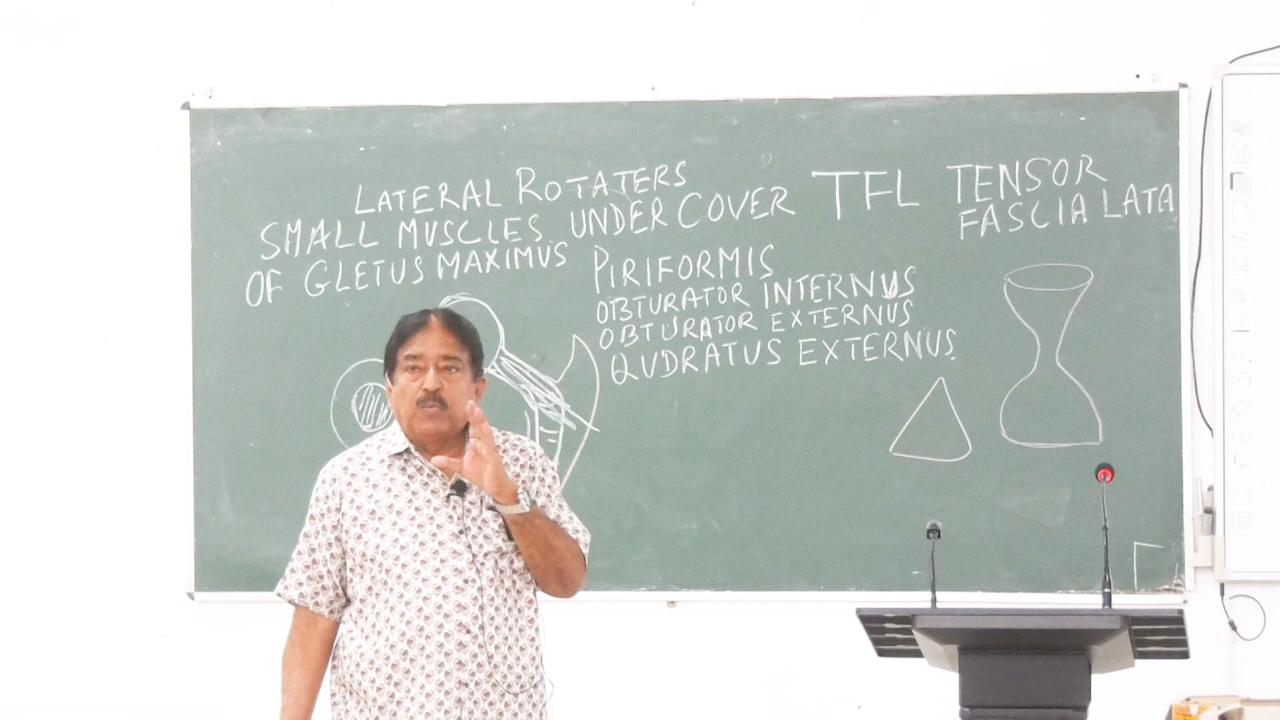 LATERAL ROTATERS
SMALL MUSCLES UNDER COVER
OF GLETUS MAXIMUS
PIRIFORMIS
OBTURATOR INTERNUS
OBTURATOR EXTERNUS
QUDRATUS EXTERNUS
TFL
TENSOR
FASCIA LATA